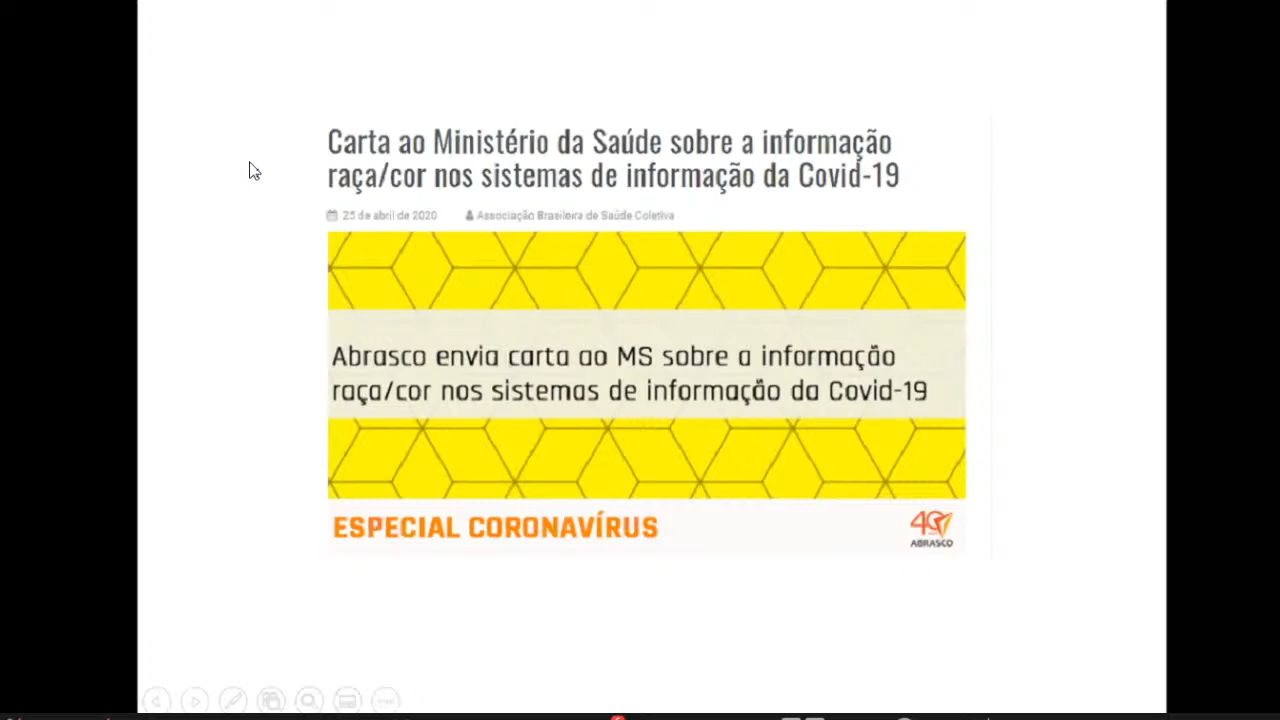 Carta ao Ministério da Saúde sobre a informação
raça/cor nos sistemas de informação da Covid-19
25 de abril de 2020 Associação Brasileira de Saúde Coletiva
Abrasco envia carta ao MS sobre a informação
raça/cor nos sistemas de informação da Covid-19
ESPECIAL CORONAVÍRUS
40
ABRASCO